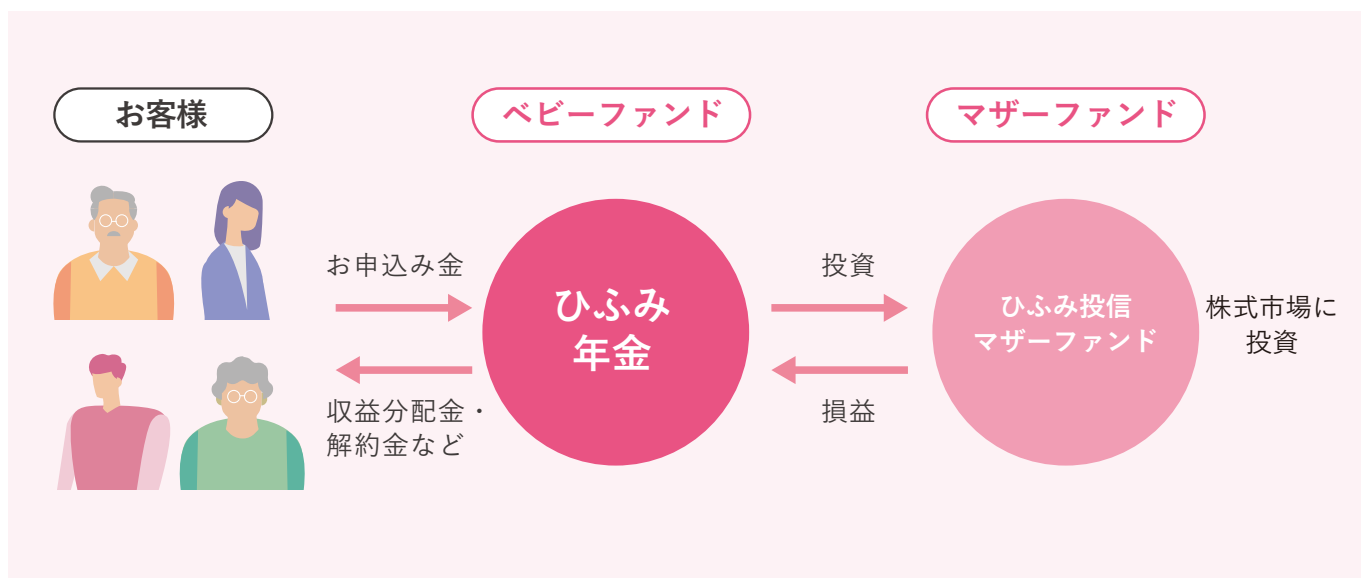 お客様
ベビーファンド
マザーファンド
お申込み金
収益分配金・
解約金など
ひふみ
年金
投資
損益
ひふみ投信
マザーファンド
株式市場に
投資